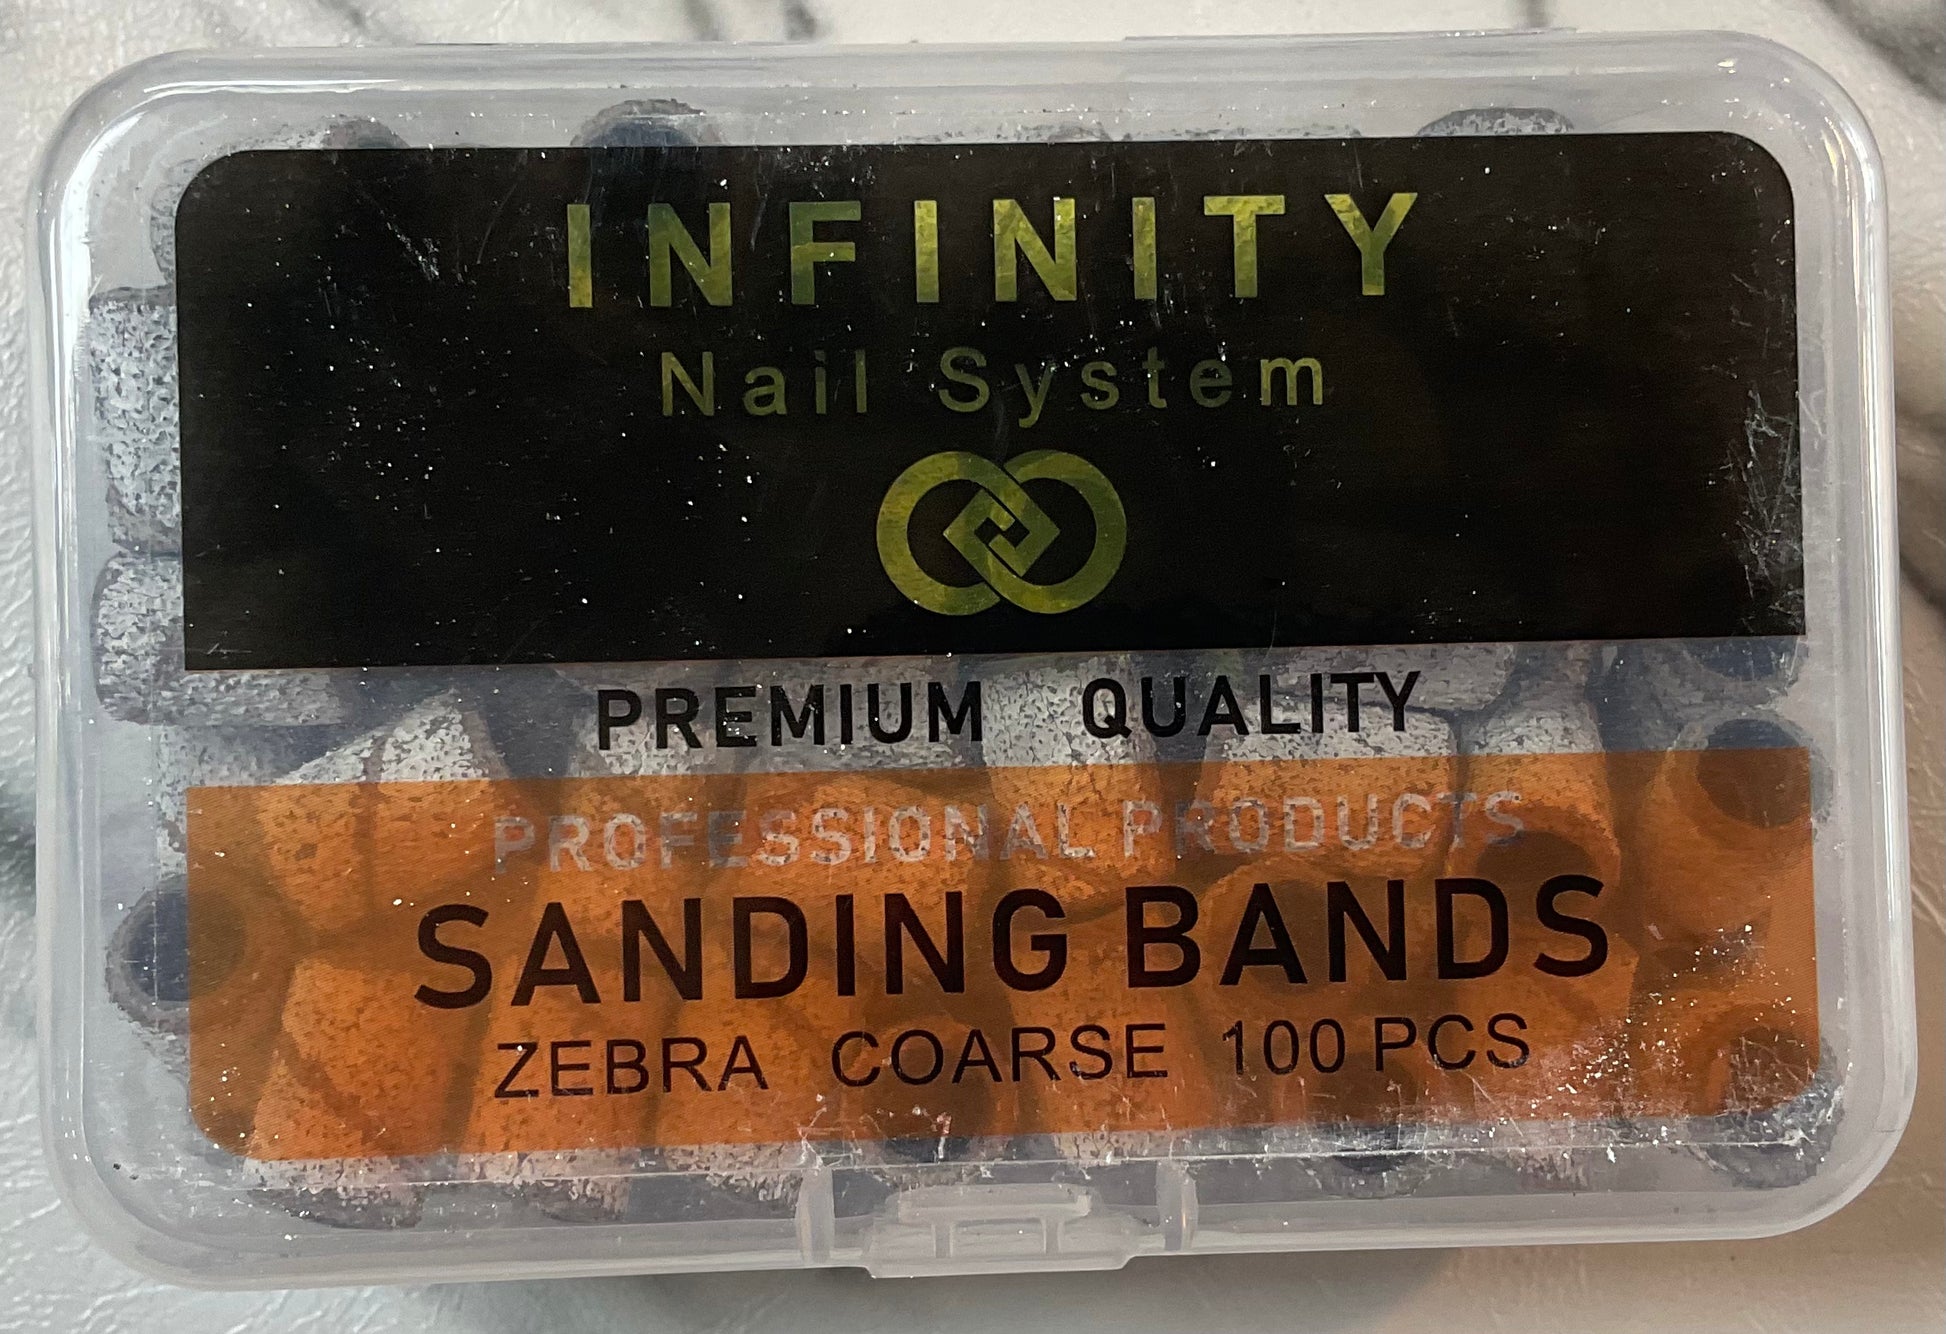 INFINITY
Nail System
PREMIUM QUALITY
PROFESSIONAL PRODUCTS
SANDING BANDS
ZEBRA COARSE 100 PCS